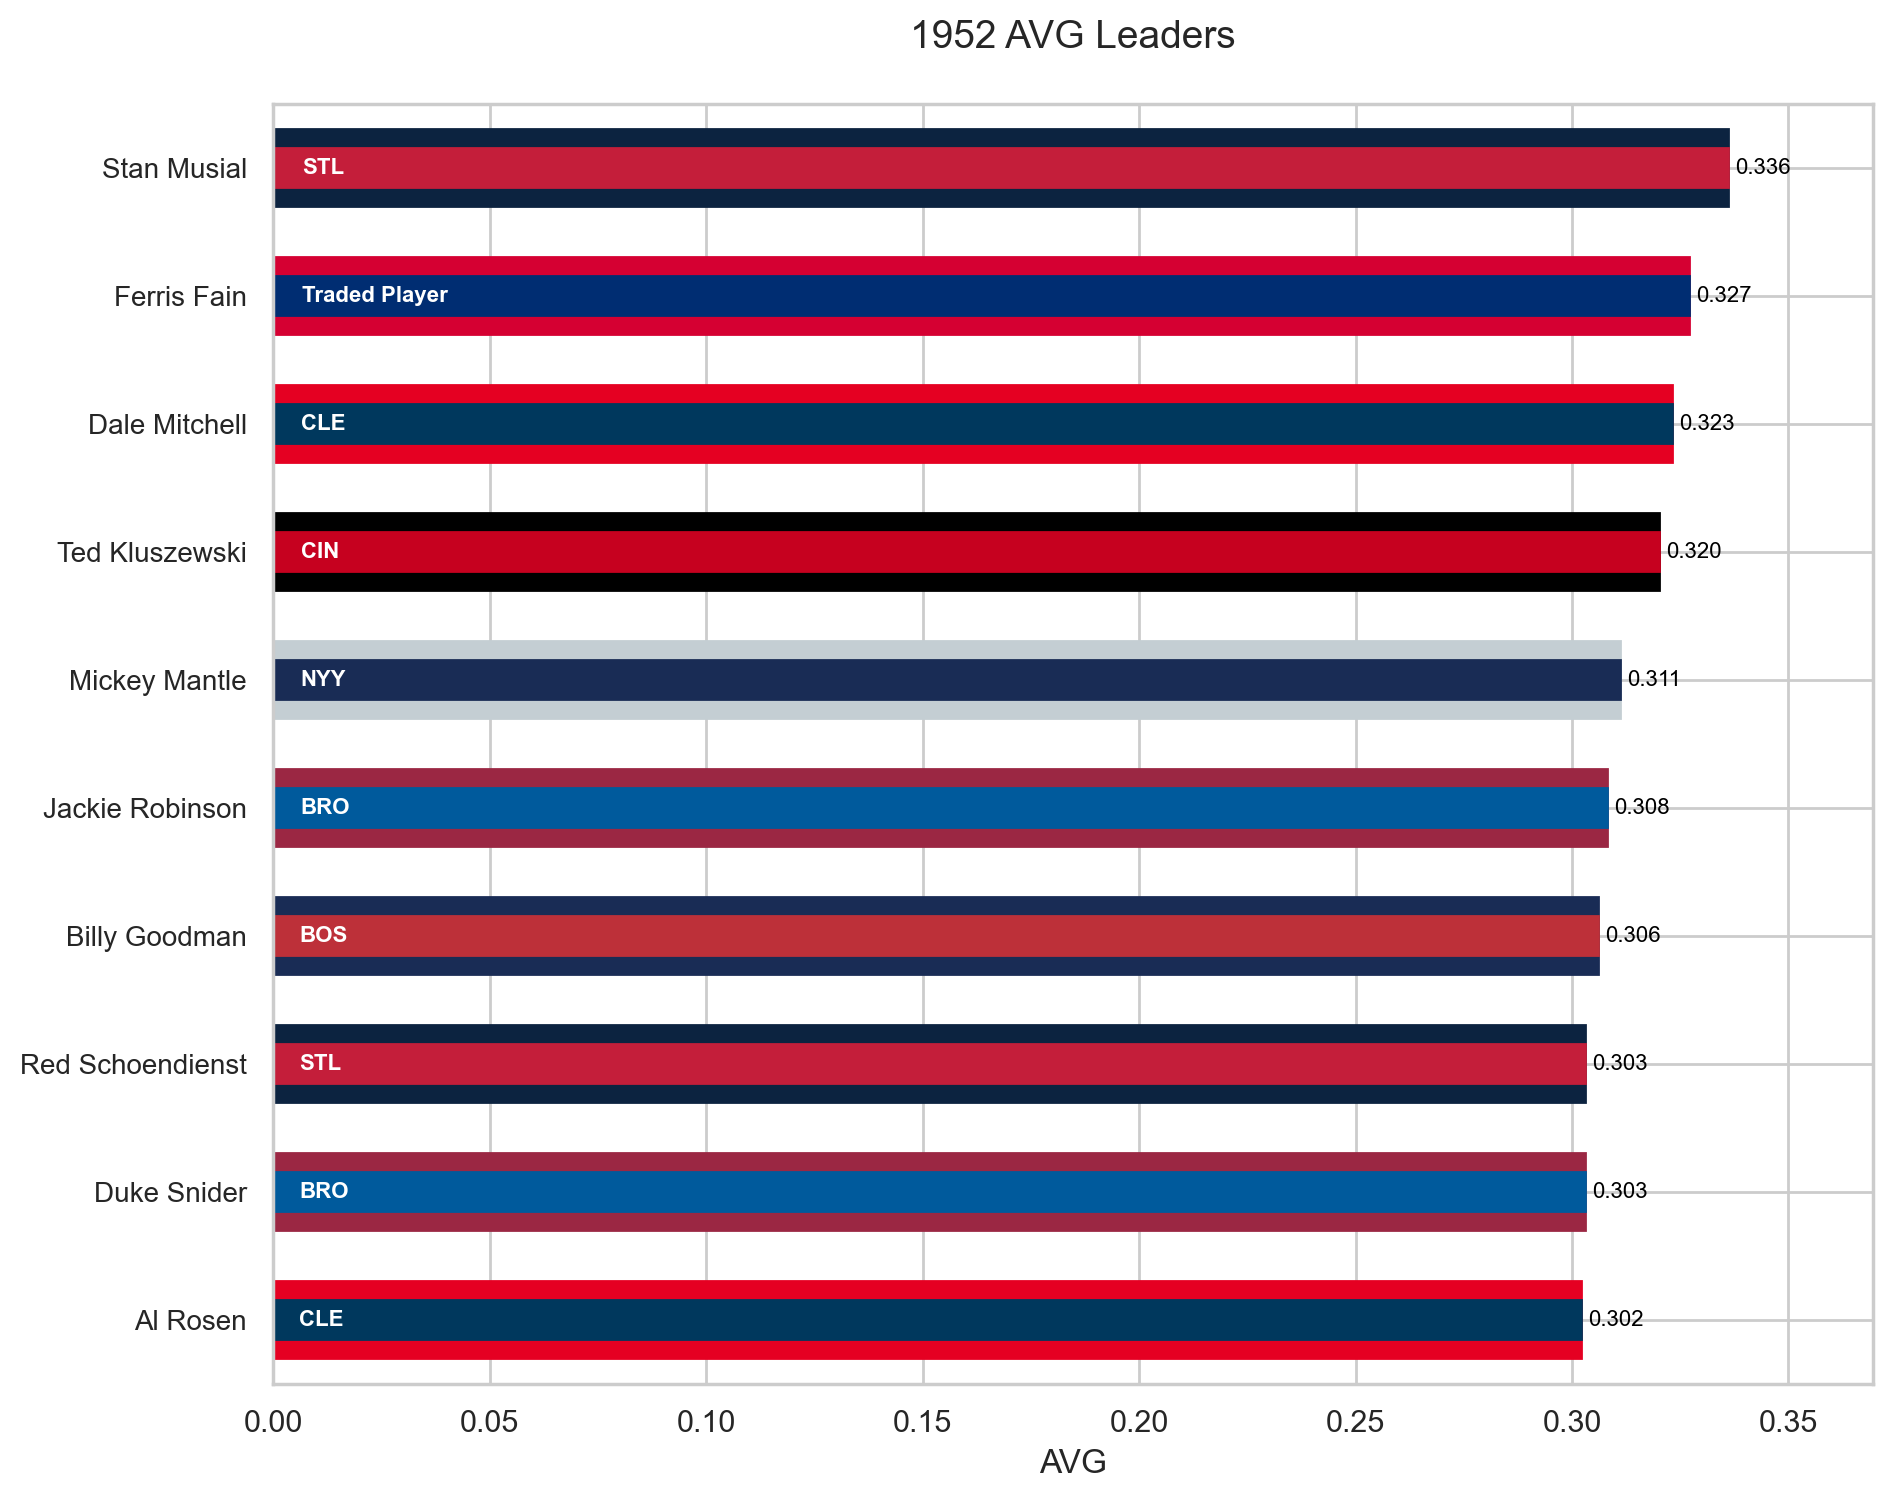 1952 AVG Leaders
Stan Musial STL 0.336
Ferris Fain Traded Player 0.327
Dale Mitchell CLE 0.323
Ted Kluszewski CIN 0.320
Mickey Mantle NYY 0.311
Jackie Robinson BRO 0.308
Billy Goodman BOS 0.306
Red Schoendienst STL 0.303
Duke Snider BRO 0.303
Al Rosen CLE 0.302
0.00 0.05 0.10 0.15 0.20 0.25 0.30 0.35
AVG